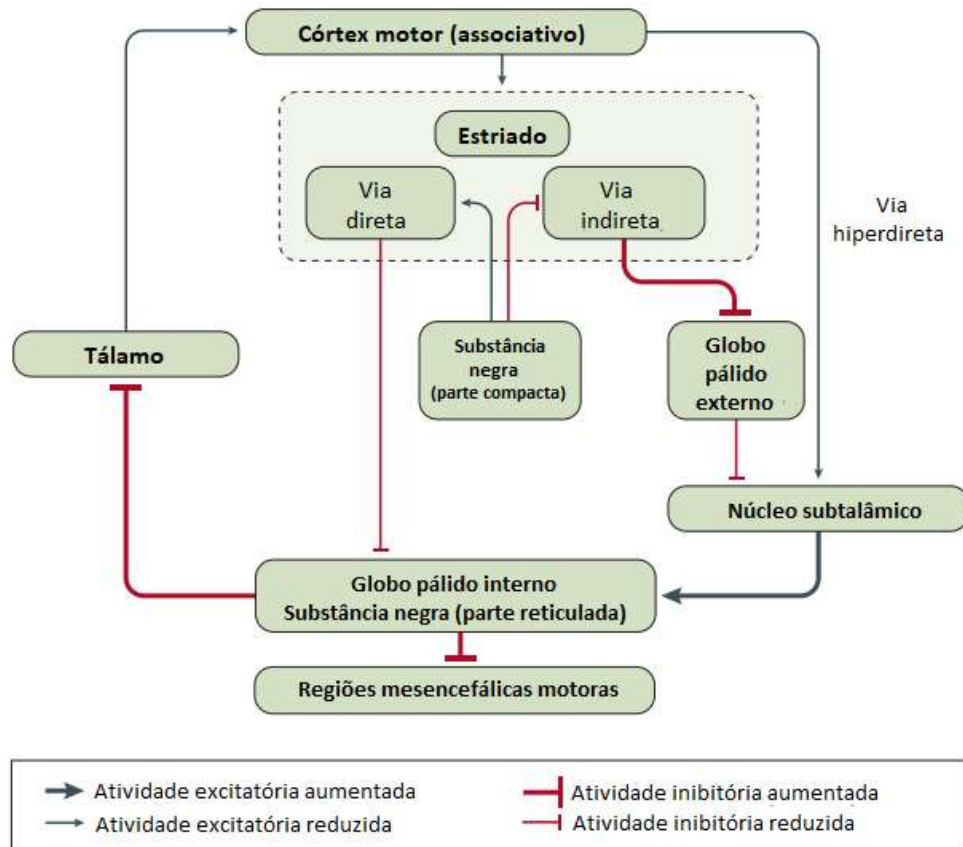 Córtex motor (associativo)
Estriado
Via
direta
Via
indireta
Via
hiperdireta
Substância
negra
(parte compacta)
Globo
pálido
externo
Tálamo
Núcleo subtalâmico
Globo pálido interno
Substância negra (parte reticulada)
Regiões mesencefálicas motoras
Atividade excitatória aumentada
Atividade excitatória reduzida
Atividade inibitória aumentada
Atividade inibitória reduzida